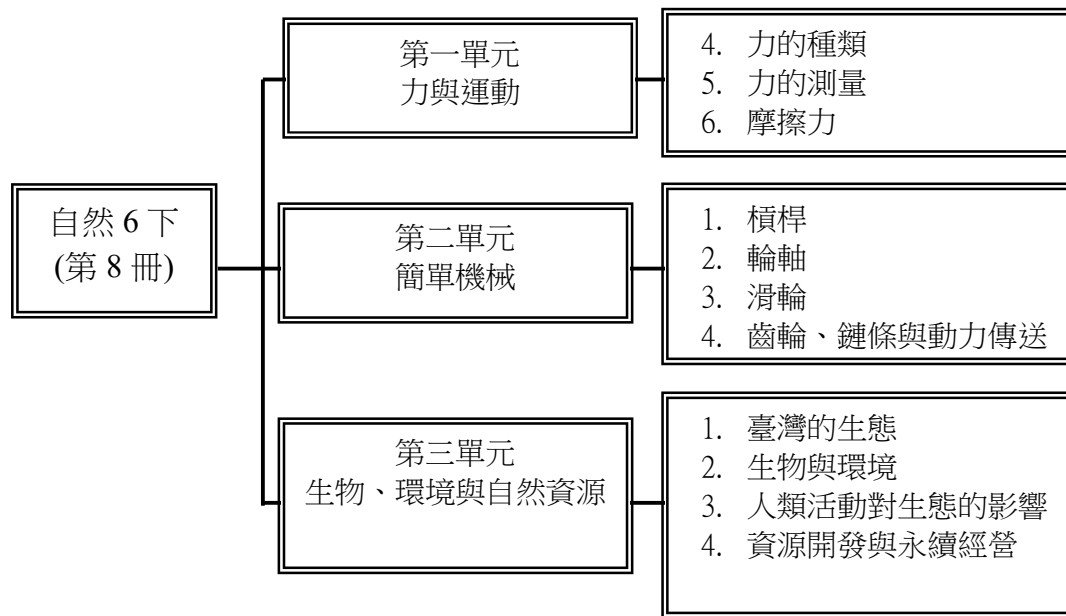 自然 6 下
(第 8 冊)
第一單元
力與運動
4. 力的種類
5. 力的測量
6. 摩擦力
第二單元
簡單機械
1. 槓桿
2. 輪軸
3. 滑輪
4. 齒輪、鏈條與動力傳送
第三單元
生物、環境與自然資源
1. 臺灣的生態
2. 生物與環境
3. 人類活動對生態的影響
4. 資源開發與永續經營